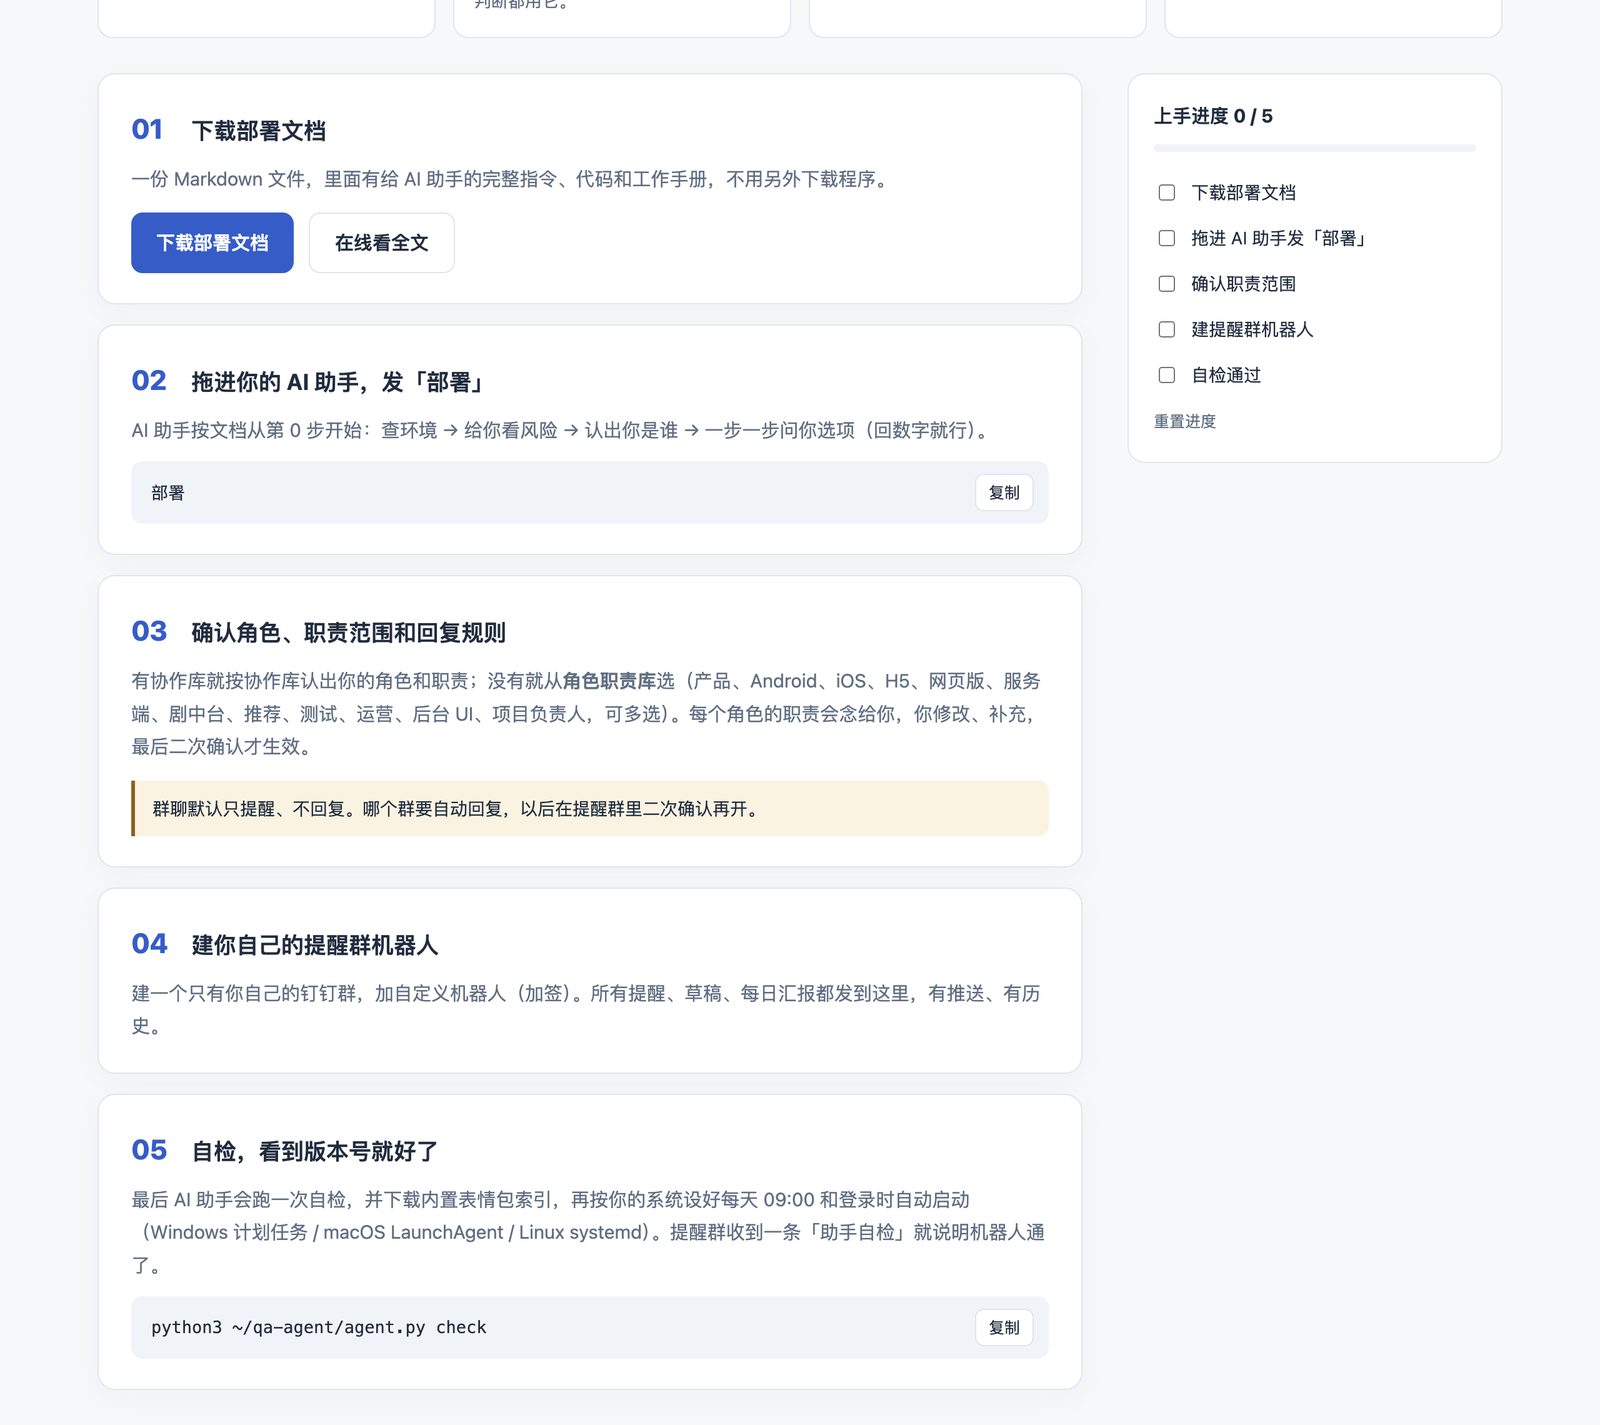 判断都用它。
01 下载部署文档
一份 Markdown 文件，里面有给 AI 助手的完整指令、代码和工作手册，不用另外下载程序。
下载部署文档 在线看全文
02 拖进你的 AI 助手，发「部署」
AI 助手按文档从第 0 步开始：查环境 → 给你看风险 → 认出你是谁 → 一步一步问你选项（回数字就行）。
部署 复制
03 确认角色、职责范围和回复规则
有协作库就按协作库认出你的角色和职责；没有就从角色职责库选（产品、Android、iOS、H5、网页版、服务
端、剧中台、推荐、测试、运营、后台 UI、项目负责人，可多选）。每个角色的职责会念给你，你修改、补充，
最后二次确认才生效。
群聊默认只提醒、不回复。哪个群要自动回复，以后在提醒群里二次确认再开。
04 建你自己的提醒群机器人
建一个只有你自己的钉钉群，加自定义机器人（加签）。所有提醒、草稿、每日汇报都发到这里，有推送、有历
史。
05 自检，看到版本号就好了
最后 AI 助手会跑一次自检，并下载内置表情包索引，再按你的系统设好每天 09:00 和登录时自动启动
（Windows 计划任务 / macOS LaunchAgent / Linux systemd）。提醒群收到一条「助手自检」就说明机器人通
了。
python3 ~/qa-agent/agent.py check 复制
上手进度 0 / 5
下载部署文档
拖进 AI 助手发「部署」
确认职责范围
建提醒群机器人
自检通过
重置进度